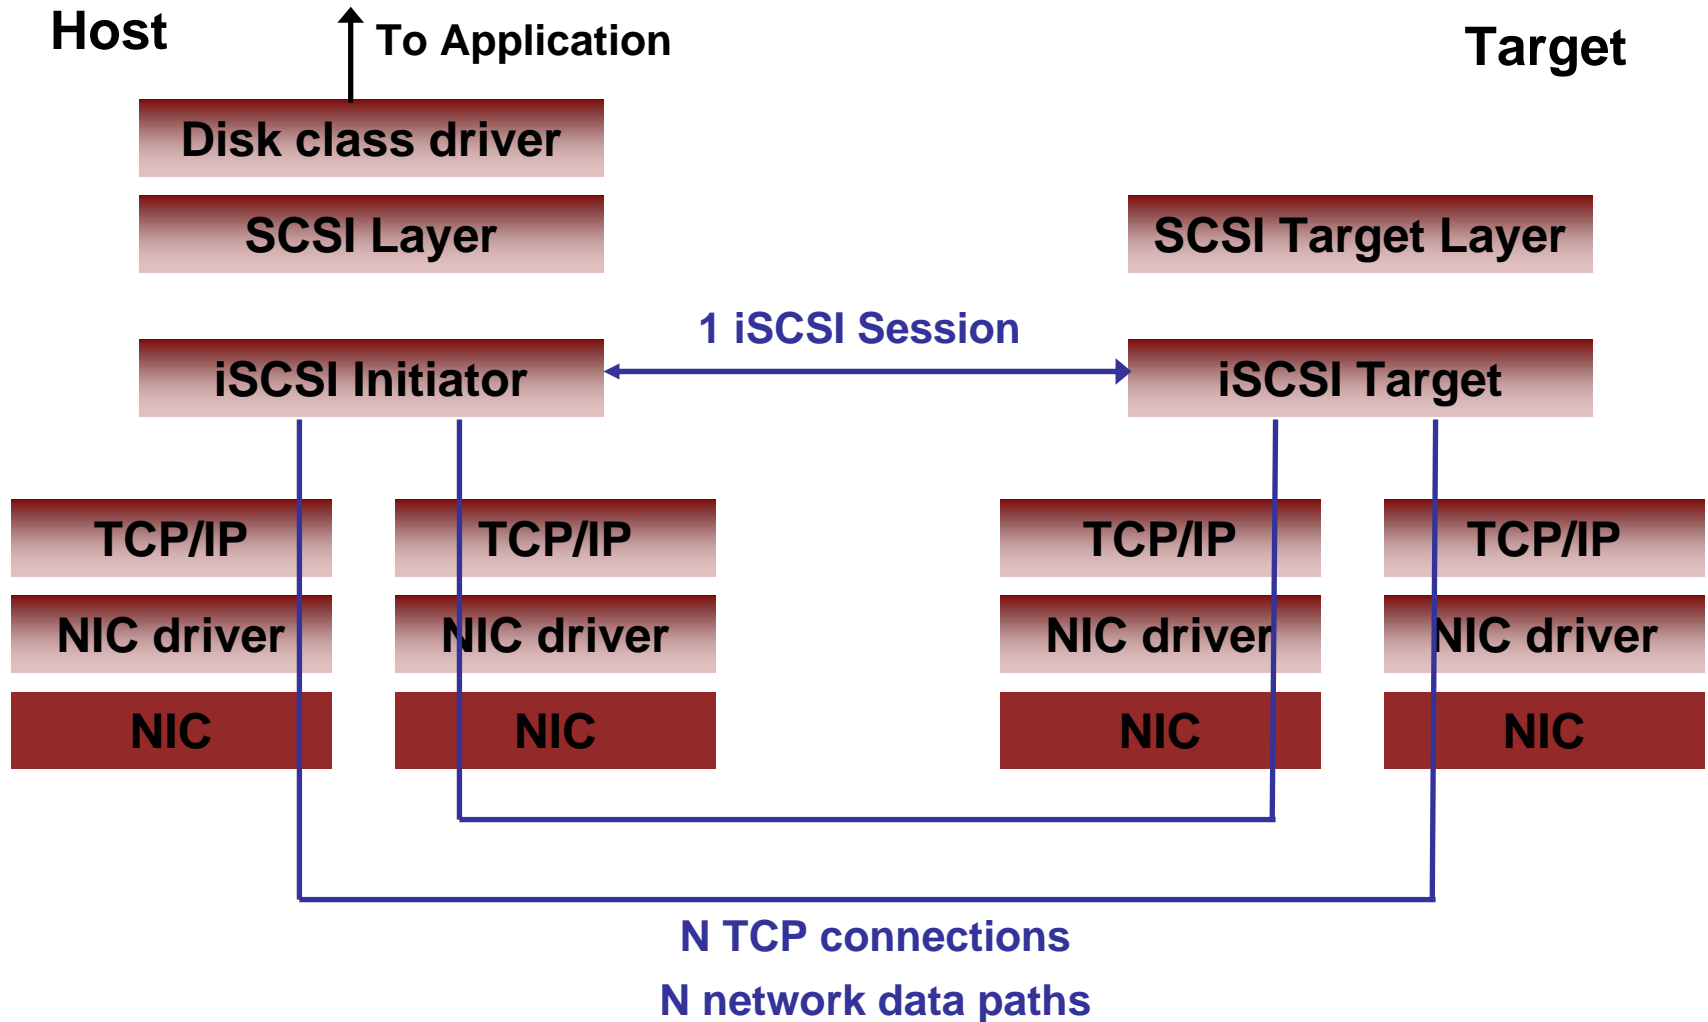 Host
To Application
Target
Disk class driver
SCSI Layer
SCSI Target Layer
1 iSCSI Session
iSCSI Initiator
iSCSI Target
TCP/IP
TCP/IP
TCP/IP
TCP/IP
NIC driver
NIC driver
NIC driver
NIC driver
NIC
NIC
NIC
NIC
N TCP connections
N network data paths